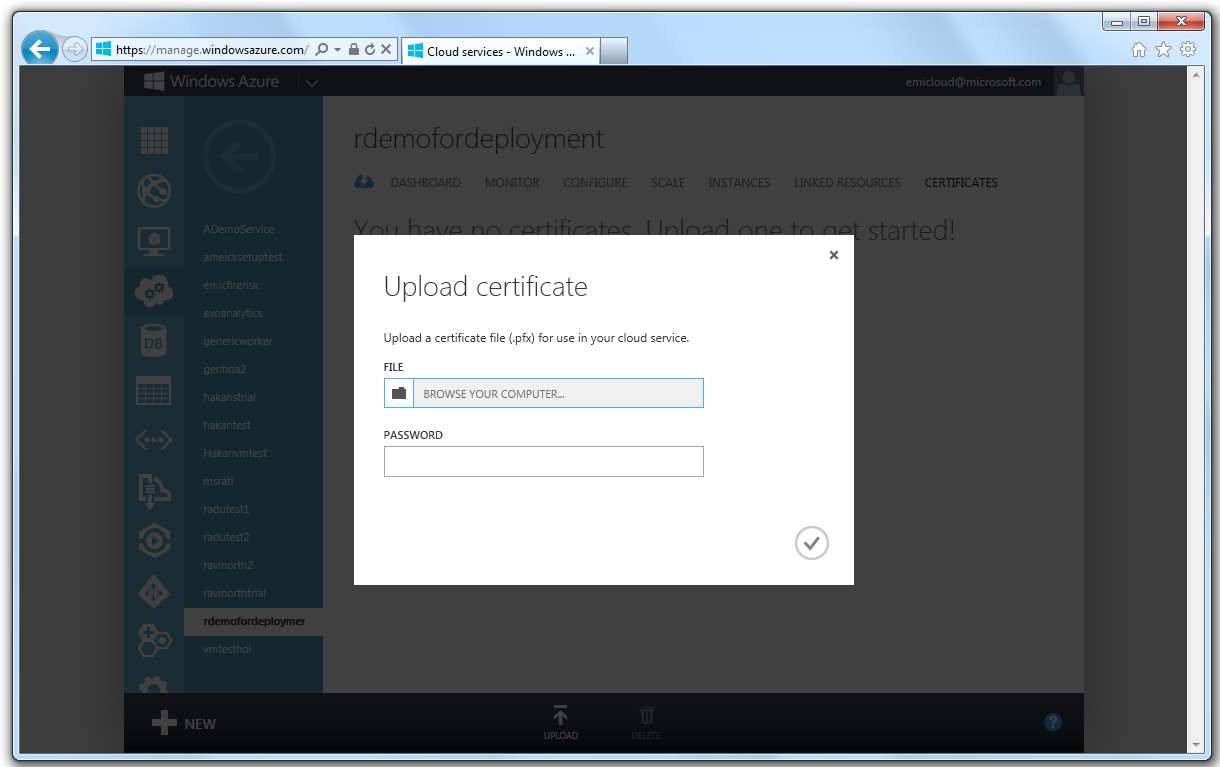 https://manage.windowsazure.com/
Cloud services - Windows ...
Windows Azure
emicloud@microsoft.com
rdemofordeployment
DASHBOARD MONITOR CONFIGURE SCALE INSTANCES LINKED RESOURCES CERTIFICATES
You have no certificates. Upload one to get started!
ADemoService
ameicksetuptest
emicfirerisk
exoanalytics
genericworker
genhoa2
hakanstrial
hakantest
Hakanvmtest
msratl
radutest1
radutest2
ravinorth2
ravinorthtrial
rdemofordeploymer
vmtesthol
DB
Upload certificate
Upload a certificate file (.pfx) for use in your cloud service.
FILE
BROWSE YOUR COMPUTER...
PASSWORD
NEW
UPLOAD
DELETE
?